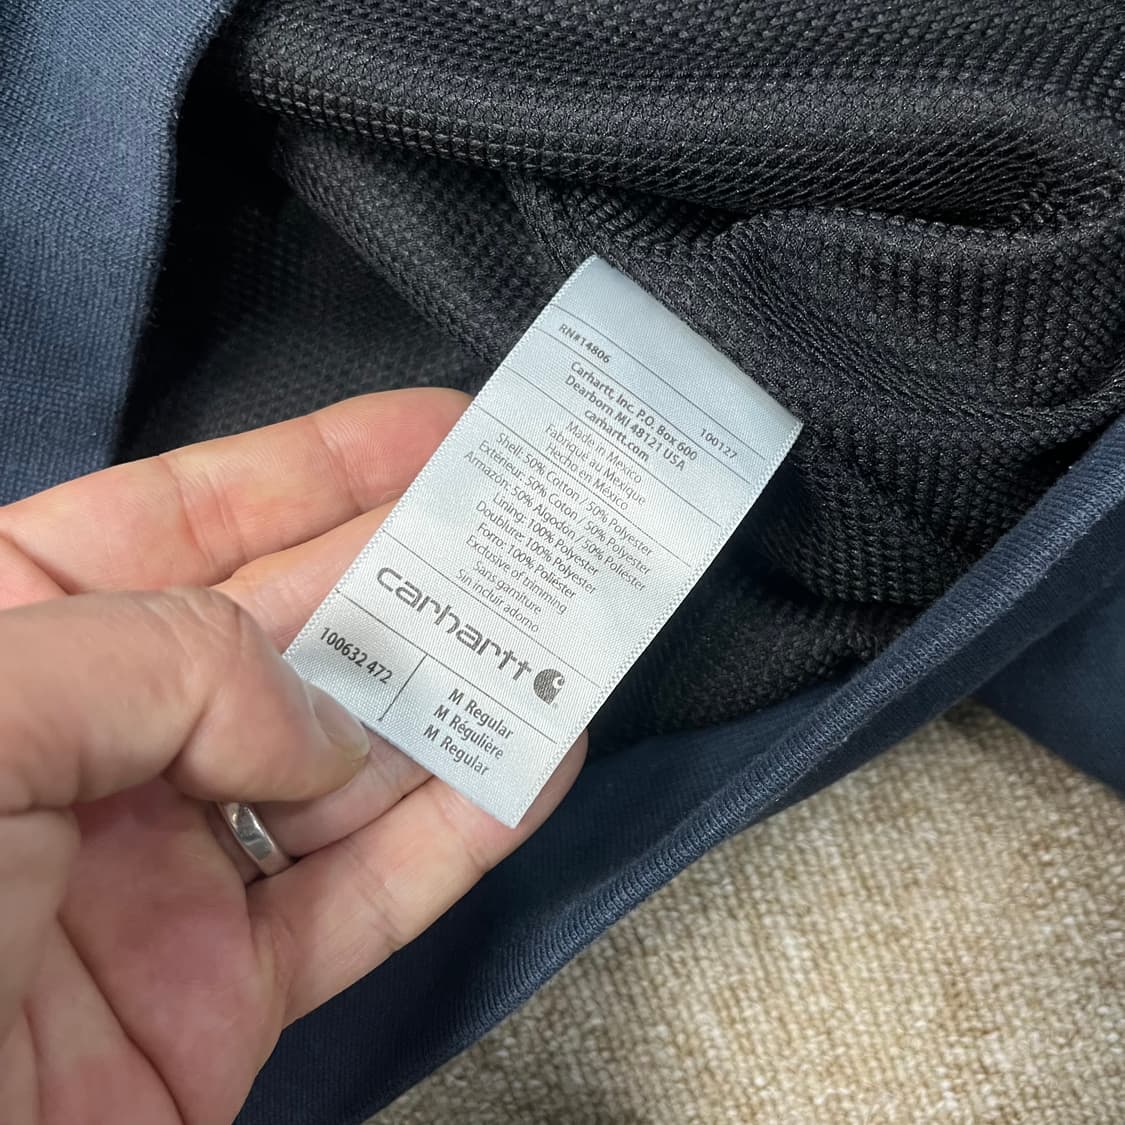 RN#14806 100127
Carhartt, Inc. P.O. Box 600
Dearborn MI 48121 USA
carhartt.com
Made in Mexico
Fabriqué au Mexique
Hecho en México
Shell: 50% Cotton / 50% Polyester
Extérieur: 50% Coton / 50% Polyester
Armazón: 50% Algodon / 50% Poliéster
Lining: 100% Polyester
Doublure: 100% Polyester
Forro: 100% Poliéster
Exclusive of trimming
Sans garniture
Sin incluir adorno
carhartt
100632 472
M Regular
M Régulière
M Regular